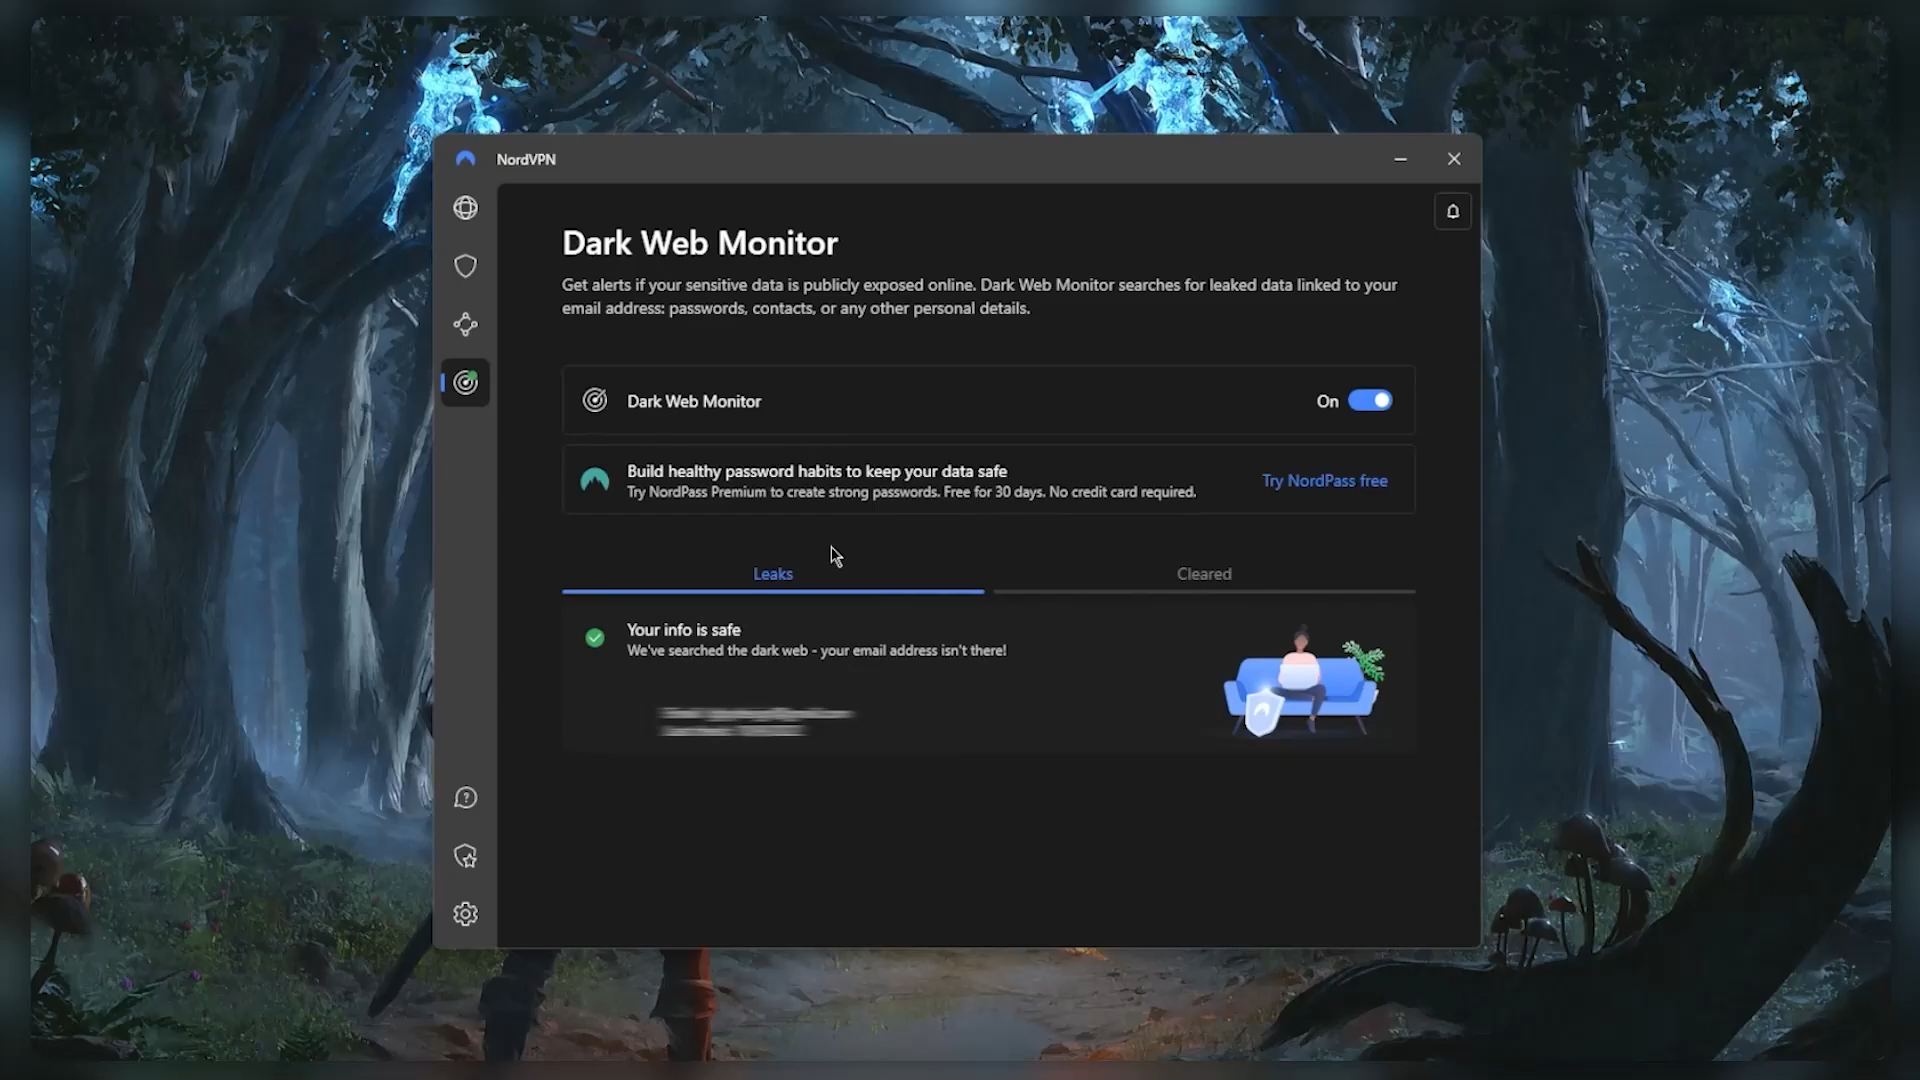 NordVPN
Dark Web Monitor
Get alerts if your sensitive data is publicly exposed online. Dark Web Monitor searches for leaked data linked to your
email address: passwords, contacts, or any other personal details.
Dark Web Monitor
On
Build healthy password habits to keep your data safe
Try NordPass Premium to create strong passwords. Free for 30 days. No credit card required.
Try NordPass free
Leaks
Cleared
Your info is safe
We've searched the dark web - your email address isn't there!